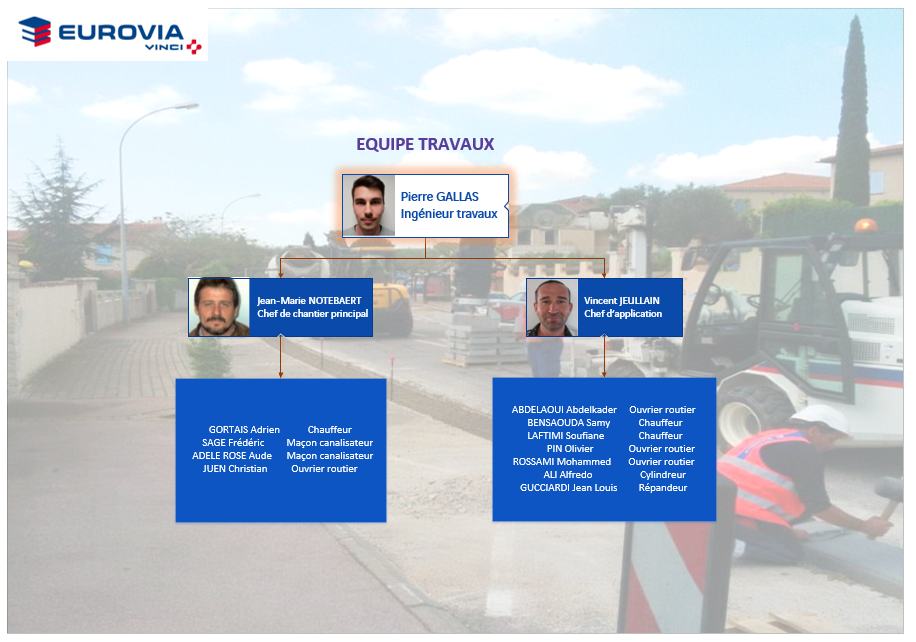 EUROVIA
VINCI
EQUIPE TRAVAUX
Pierre GALLAS
Ingénieur travaux
Jean-Marie NOTEBAERT
Chef de chantier principal
Vincent JEULLAIN
Chef d'application
GORTAIS Adrien Chauffeur
SAGE Frédéric Maçon canalisateur
ADELE ROSE Aude Maçon canalisateur
JUEN Christian Ouvrier routier
ABDELAOUI Abdelkader Ouvrier routier
BENSAOUDA Samy Chauffeur
LAFTIMI Soufiane Chauffeur
PIN Olivier Ouvrier routier
ROSSAMI Mohammed Ouvrier routier
ALI Alfredo Cylindreur
GUCCIARDI Jean Louis Répandeur